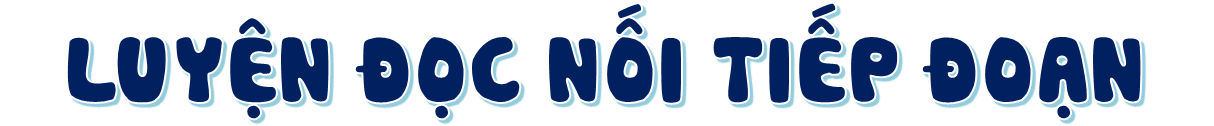 LUYỆN ĐỌC NỐI TIẾP ĐOẠN